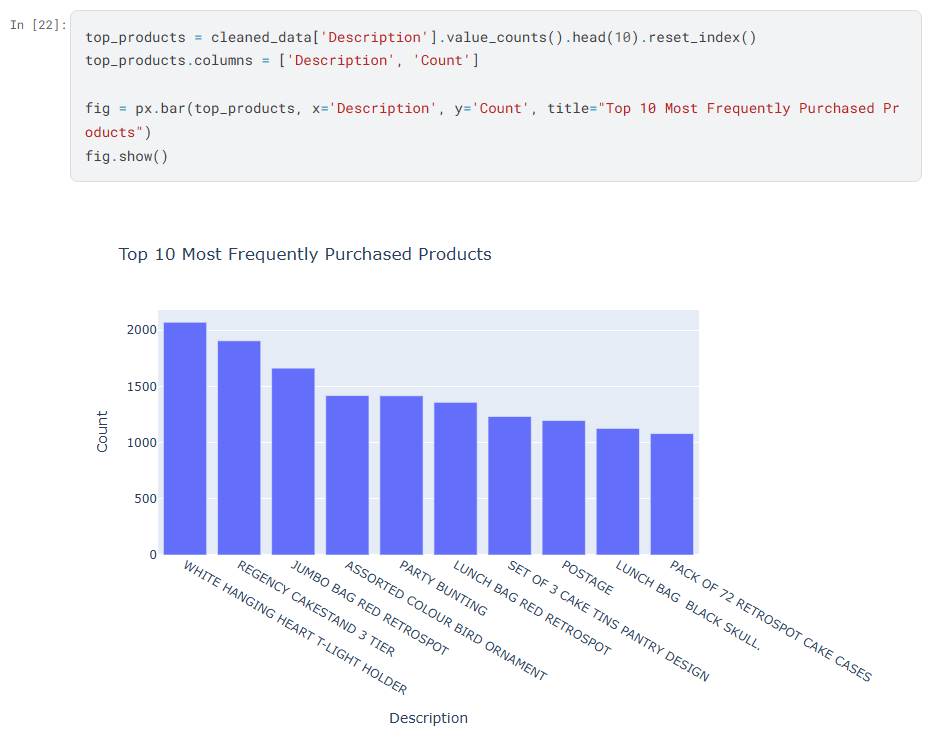 In [22]:
top_products = cleaned_data['Description'].value_counts().head(10).reset_index()
top_products.columns = ['Description', 'Count']
fig = px.bar(top_products, x='Description', y='Count', title="Top 10 Most Frequently Purchased Pr
oducts")
fig.show()
Top 10 Most Frequently Purchased Products
2000
1500
1000
500
0
Count
WHITE HANGING HEART T-LIGHT HOLDER
REGENCY CAKESTAND 3 TIER
JUMBO BAG RED RETROSPOT
ASSORTED COLOUR BIRD ORNAMENT
PARTY BUNTING
LUNCH BAG RED RETROSPOT
SET OF 3 CAKE TINS PANTRY DESIGN
POSTAGE
LUNCH BAG  BLACK SKULL.
PACK OF 72 RETROSPOT CAKE CASES
Description